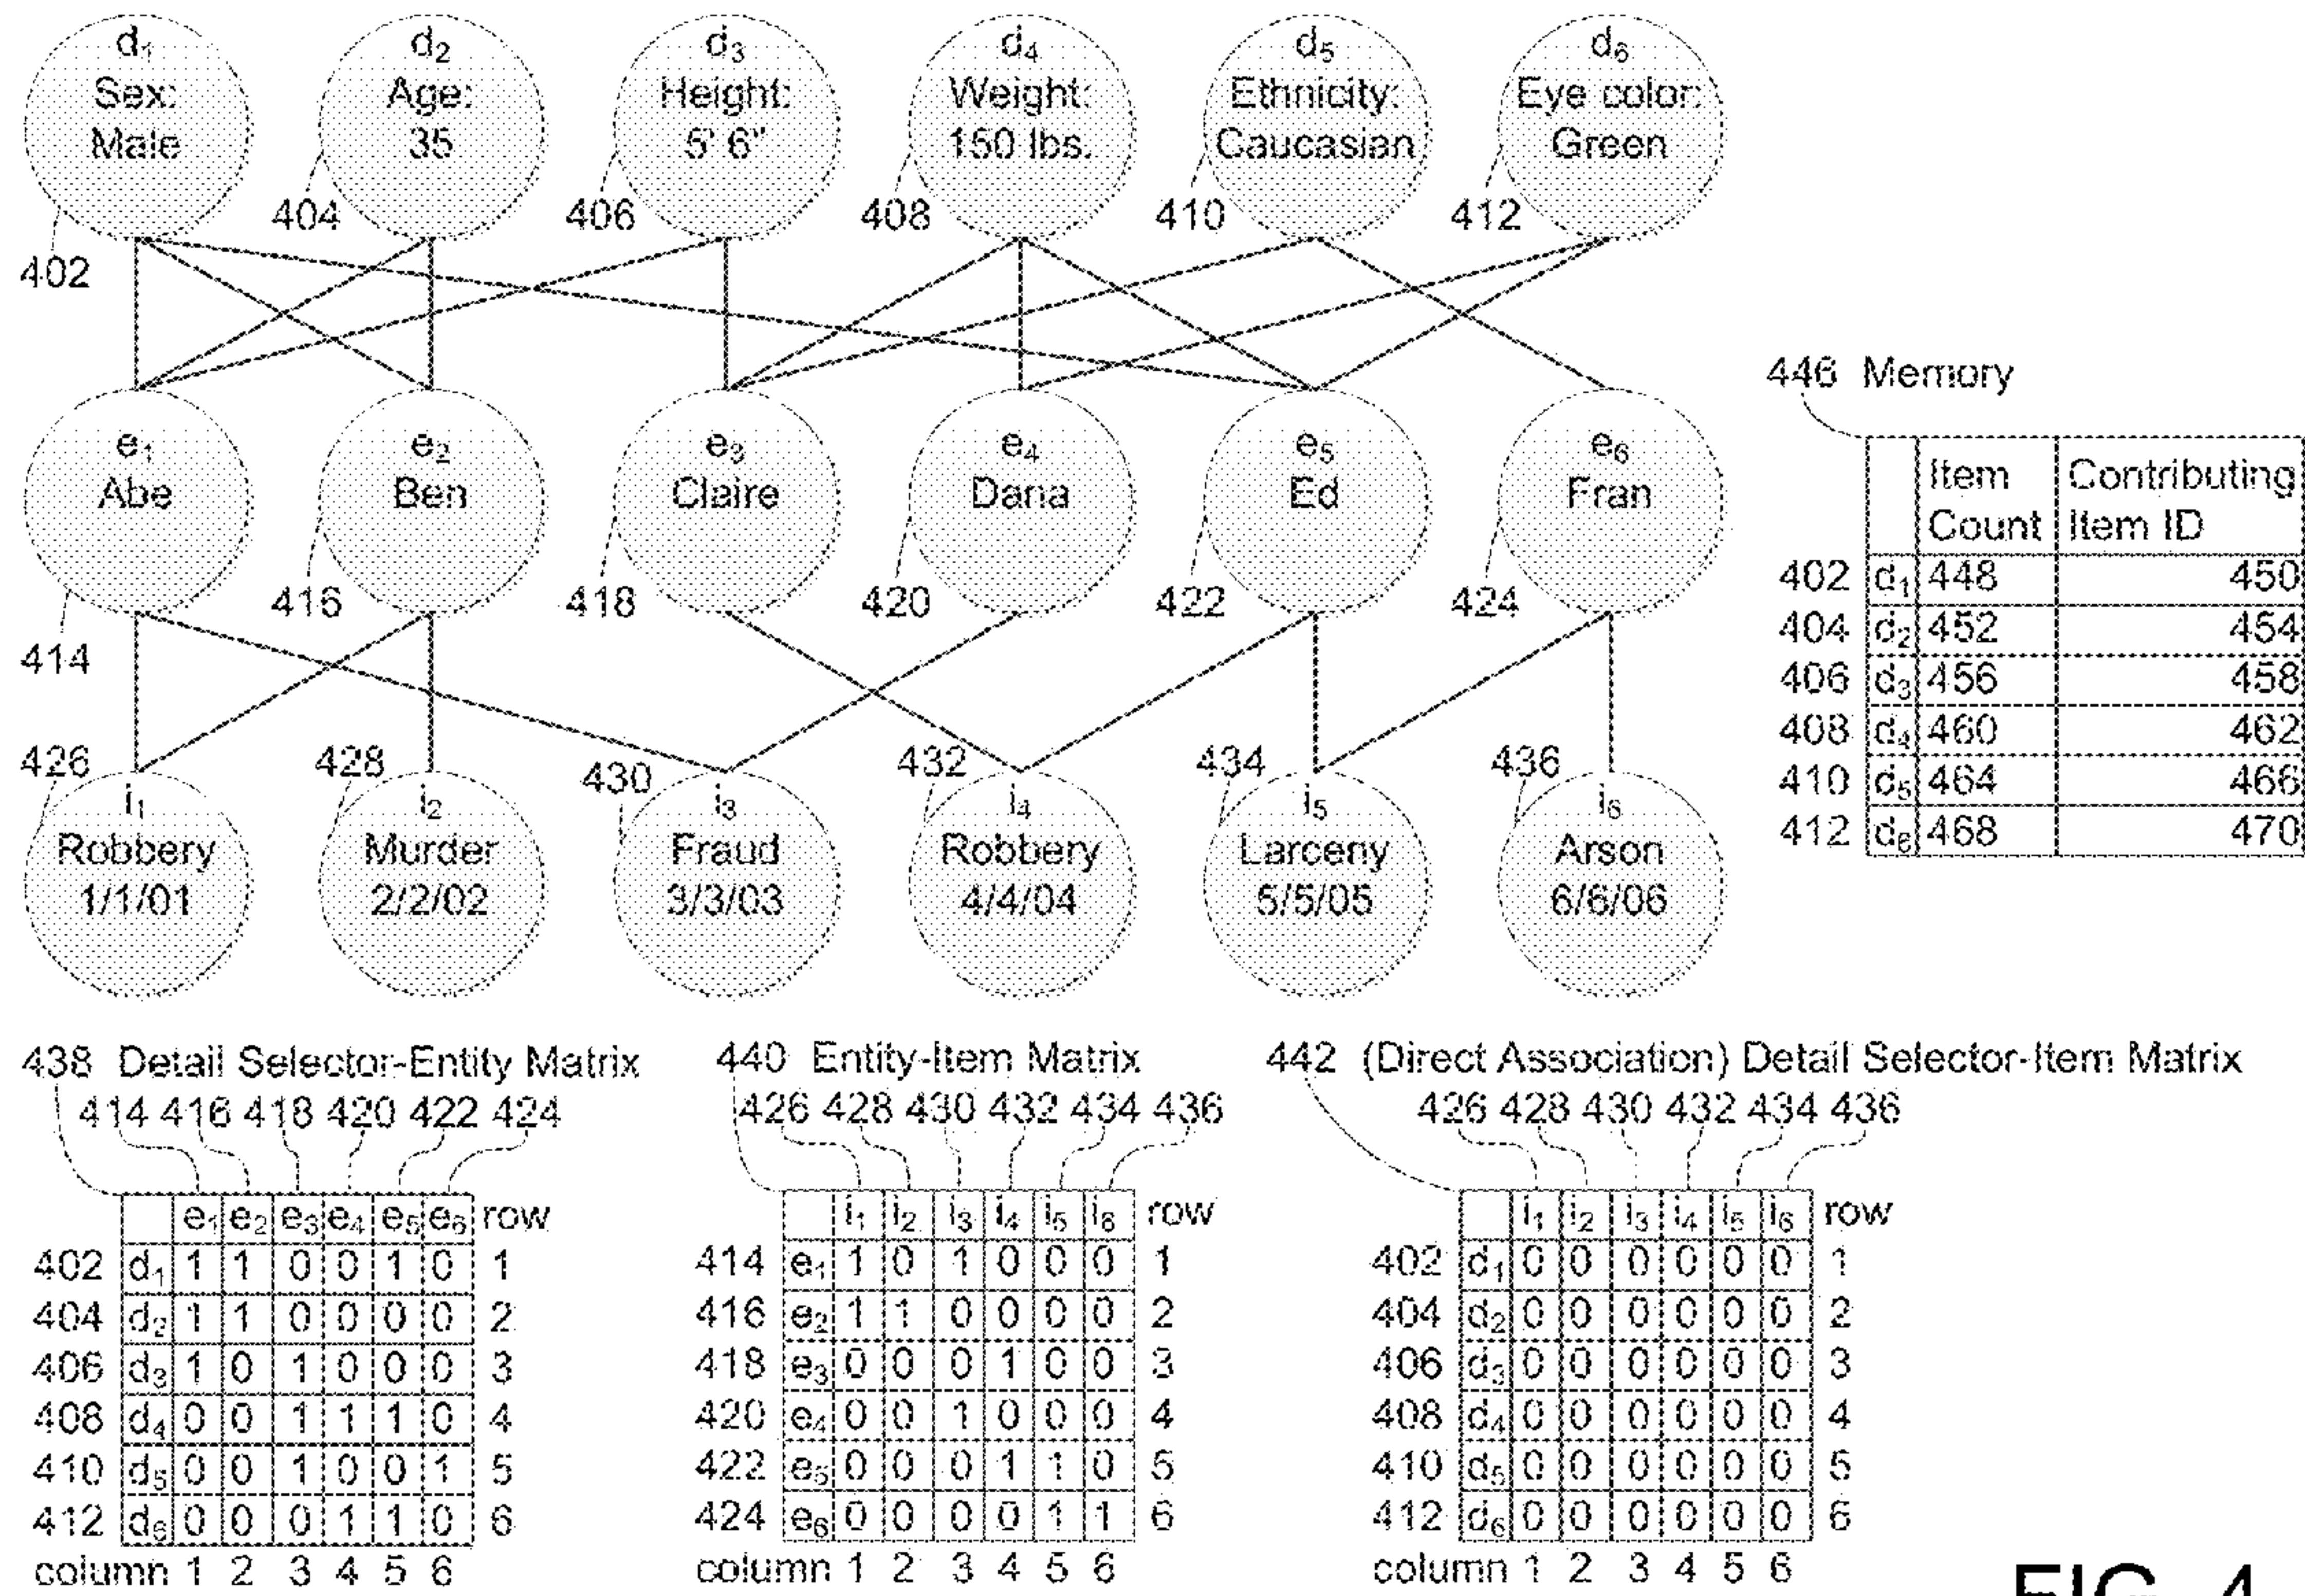 d₁ d₂ d₃ d₄ d₅ d₆
Sex: Age: Height: Weight: Ethnicity: Eye color:
Male 35 5' 6" 150 lbs. Caucasian Green
402 404 406 408 410 412
e₁ e₂ e₃ e₄ e₅ e₆
Abe Ben Claire Dana Ed Fran
414 416 418 420 422 424
426 428 430 432 434 436
i₁ i₂ i₃ i₄ i₅ i₆
Robbery Murder Fraud Robbery Larceny Arson
1/1/01 2/2/02 3/3/03 4/4/04 5/5/05 6/6/06
446 Memory
Item Count Contributing Item ID
402 d₁ 448 450
404 d₂ 452 454
406 d₃ 456 458
408 d₄ 460 462
410 d₅ 464 466
412 d₆ 468 470
438 Detail Selector-Entity Matrix
414 416 418 420 422 424
e₁ e₂ e₃ e₄ e₅ e₆ row
402 d₁ 1 1 0 0 1 0 1
404 d₂ 1 1 0 0 0 0 2
406 d₃ 1 0 1 0 0 0 3
408 d₄ 0 0 1 1 1 0 4
410 d₅ 0 0 1 0 0 1 5
412 d₆ 0 0 0 1 1 0 6
column 1 2 3 4 5 6
440 Entity-Item Matrix
426 428 430 432 434 436
i₁ i₂ i₃ i₄ i₅ i₆ row
414 e₁ 1 0 1 0 0 0 1
416 e₂ 1 1 0 0 0 0 2
418 e₃ 0 0 0 1 0 0 3
420 e₄ 0 0 1 0 0 0 4
422 e₅ 0 0 0 1 1 0 5
424 e₆ 0 0 0 0 1 1 6
column 1 2 3 4 5 6
442 (Direct Association) Detail Selector-Item Matrix
426 428 430 432 434 436
i₁ i₂ i₃ i₄ i₅ i₆ row
402 d₁ 0 0 0 0 0 0 1
404 d₂ 0 0 0 0 0 0 2
406 d₃ 0 0 0 0 0 0 3
408 d₄ 0 0 0 0 0 0 4
410 d₅ 0 0 0 0 0 0 5
412 d₆ 0 0 0 0 0 0 6
column 1 2 3 4 5 6
FIG. 4